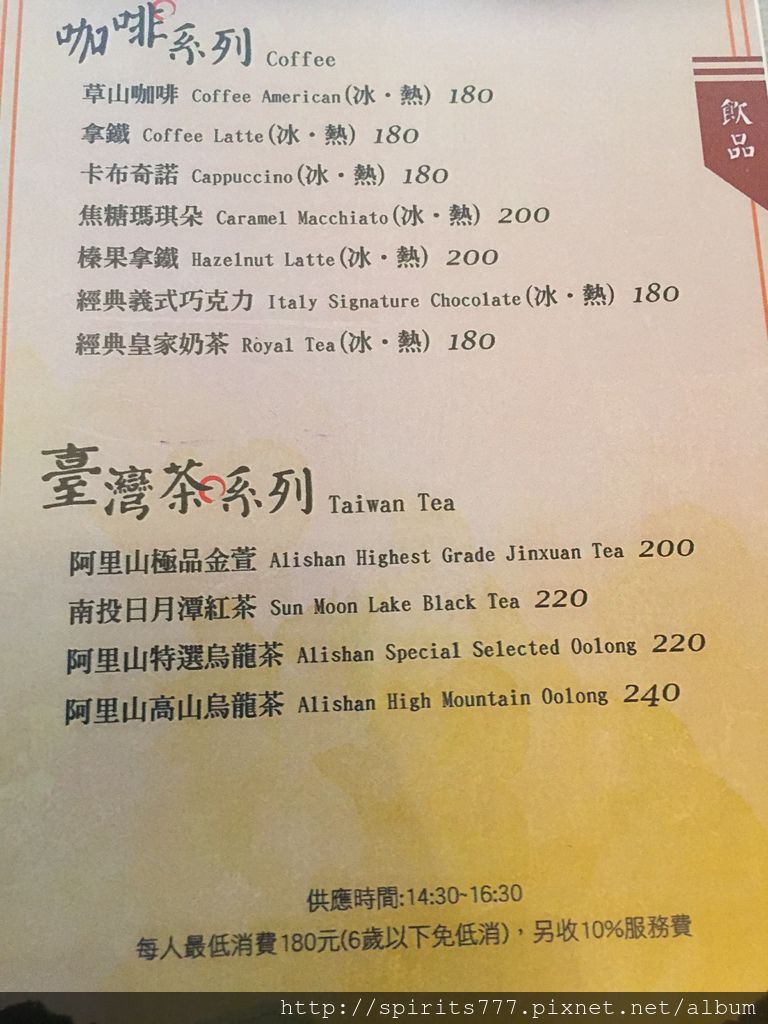 咖啡系列 Coffee
飲品
草山咖啡 Coffee American(冰・熱) 180
拿鐵 Coffee Latte(冰・熱) 180
卡布奇諾 Cappuccino(冰・熱) 180
焦糖瑪琪朵 Caramel Macchiato(冰・熱) 200
榛果拿鐵 Hazelnut Latte(冰・熱) 200
經典義式巧克力 Italy Signature Chocolate(冰・熱) 180
經典皇家奶茶 Royal Tea(冰・熱) 180
臺灣茶系列 Taiwan Tea
阿里山極品金萱 Alishan Highest Grade Jinxuan Tea 200
南投日月潭紅茶 Sun Moon Lake Black Tea 220
阿里山特選烏龍茶 Alishan Special Selected Oolong 220
阿里山高山烏龍茶 Alishan High Mountain Oolong 240
供應時間:14:30~16:30
每人最低消費180元(6歲以下免低消)，另收10%服務費
http://spirits777.pixnet.net/album